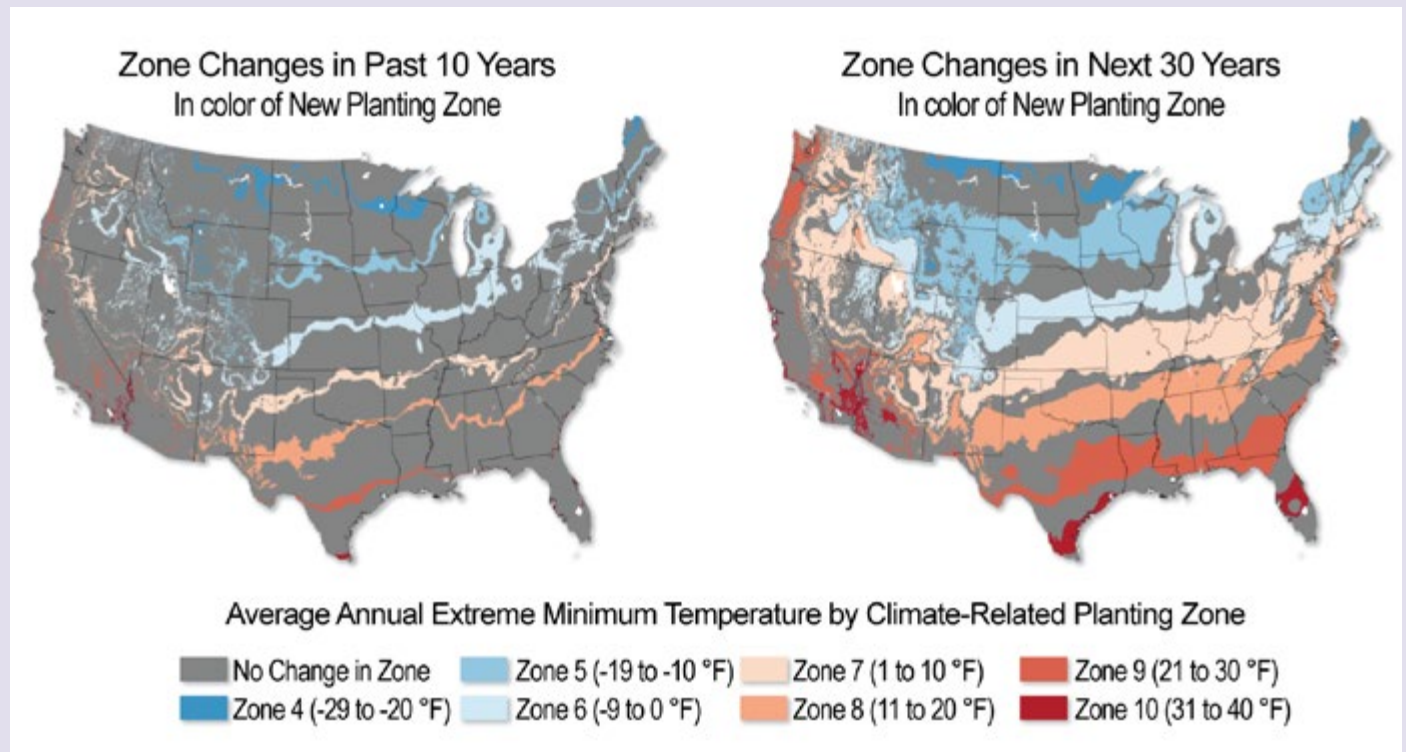 Zone Changes in Past 10 Years
In color of New Planting Zone
Zone Changes in Next 30 Years
In color of New Planting Zone
Average Annual Extreme Minimum Temperature by Climate-Related Planting Zone
No Change in Zone
Zone 5 (-19 to -10 °F)
Zone 7 (1 to 10 °F)
Zone 9 (21 to 30 °F)
Zone 4 (-29 to -20 °F)
Zone 6 (-9 to 0 °F)
Zone 8 (11 to 20 °F)
Zone 10 (31 to 40 °F)